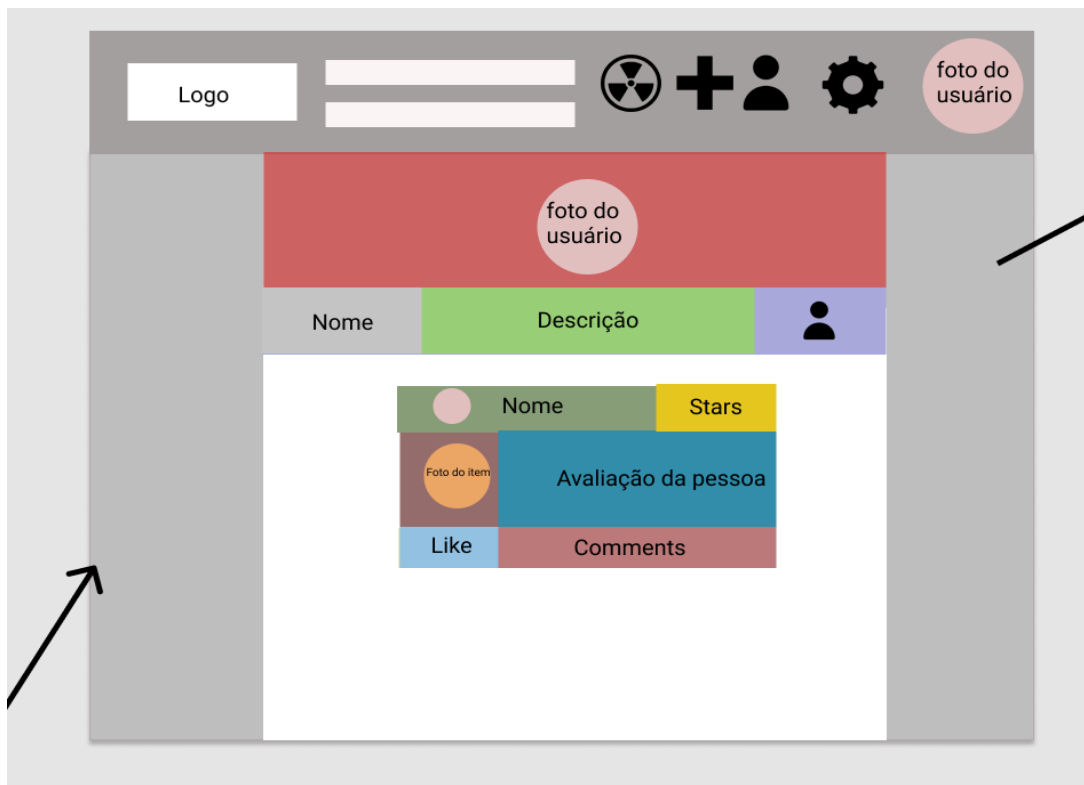 Logo
foto do
usuário
foto do
usuário
Nome
Descrição
Nome
Stars
Foto do item
Avaliação da pessoa
Like
Comments